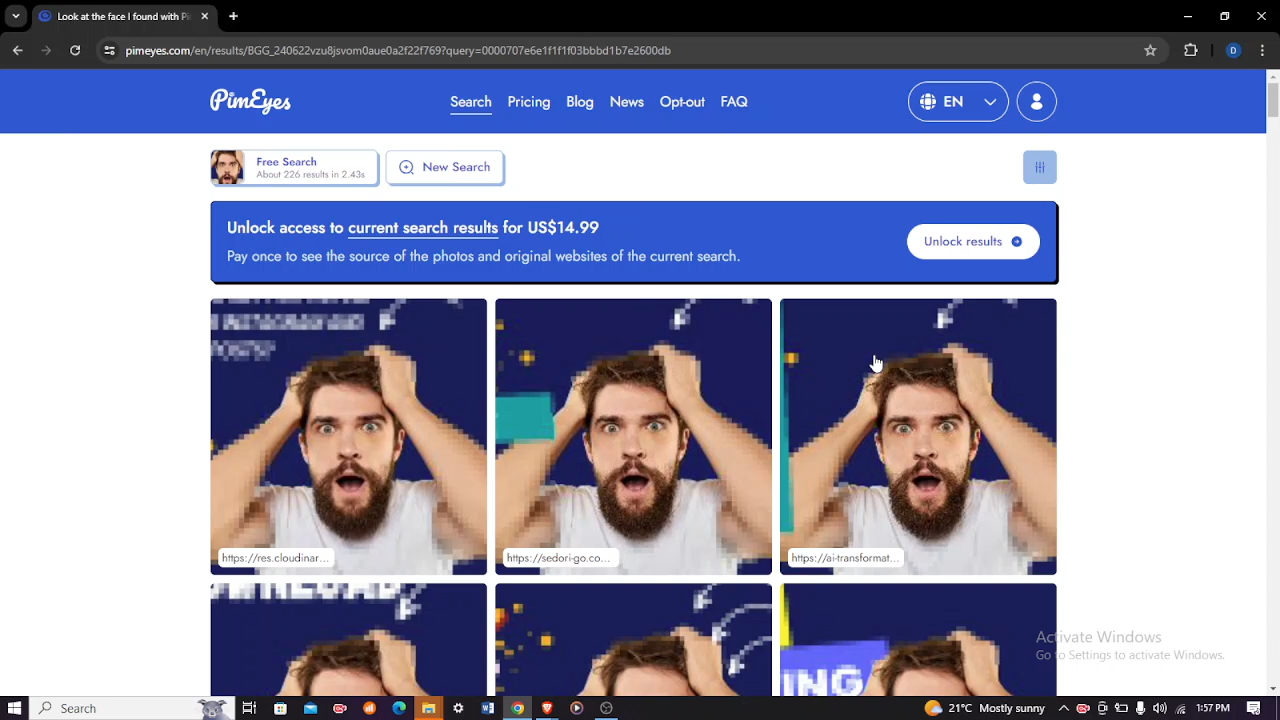 Look at what I found with Pi
pimeyes.com/en/results/BGG_240622vzu8jsvom0aue0a2f22f769?query=0000707e6e1f1f1f03bbbd1b7e2600db
D
PimEyes
Search
Pricing
Blog
News
Opt-out
FAQ
EN
Free Search
About 226 results in 2.43s
New Search
Unlock access to current search results for US$14.99
Unlock results
Pay once to see the source of the photos and original websites of the current search.
https://res.cloudinar...
https://sedori-go.co...
https://ai-transformat...
ING
Activate Windows
Go to Settings to activate Windows.
Search
21°C Mostly sunny
1:57 PM